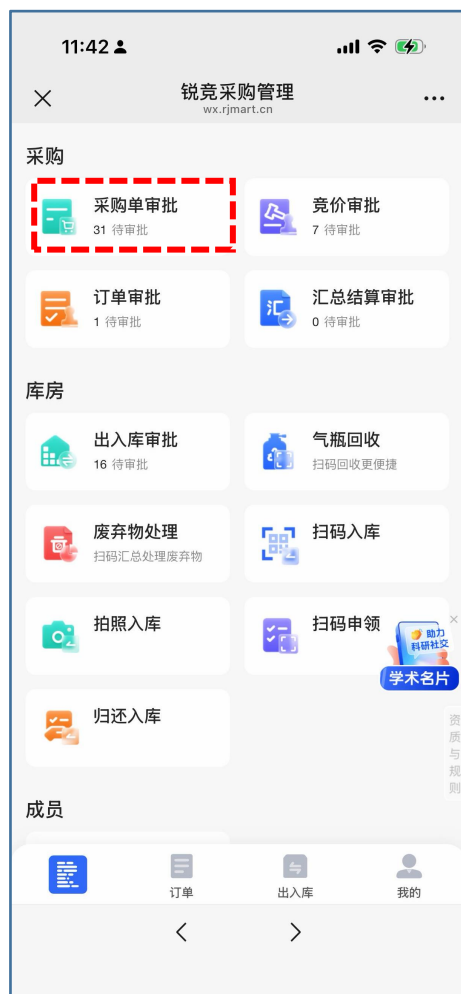 11:42
锐竞采购管理
wx.rjmart.cn
采购
采购单审批
31 待审批
竞价审批
7 待审批
订单审批
1 待审批
汇
汇总结算审批
0 待审批
库房
出入库审批
16 待审批
气瓶回收
扫码回收更便捷
废弃物处理
扫码汇总处理废弃物
扫码入库
拍照入库
扫码申领
助力
科研社交
学术名片
归还入库
资质与规则
成员
订单
出入库
我的